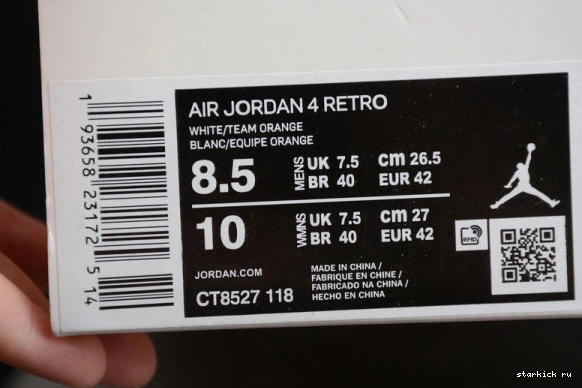 AIR JORDAN 4 RETRO
WHITE/TEAM ORANGE
BLANC/EQUIPE ORANGE
8.5 MENS UK 7.5 cm 26.5
BR 40 EUR 42
10 WMNS UK 7.5 cm 27
BR 40 EUR 42
RFID
JORDAN.COM
CT8527 118
MADE IN CHINA /
FABRIQUE EN CHINE /
FABRICADO NA CHINA /
HECHO EN CHINA
1 93658 23172 5 14
starkick ru